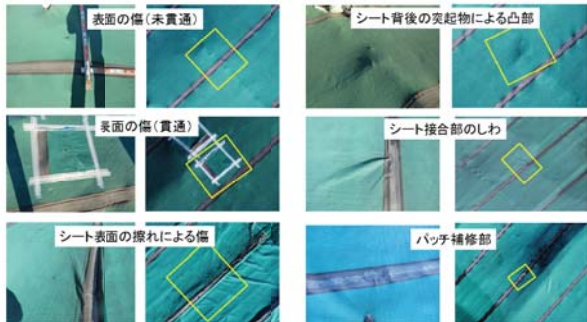 表面の傷(未貫通)
シート背後の突起物による凸部
表面の傷(貫通)
シート接合部のしわ
シート表面の擦れによる傷
パッチ補修部